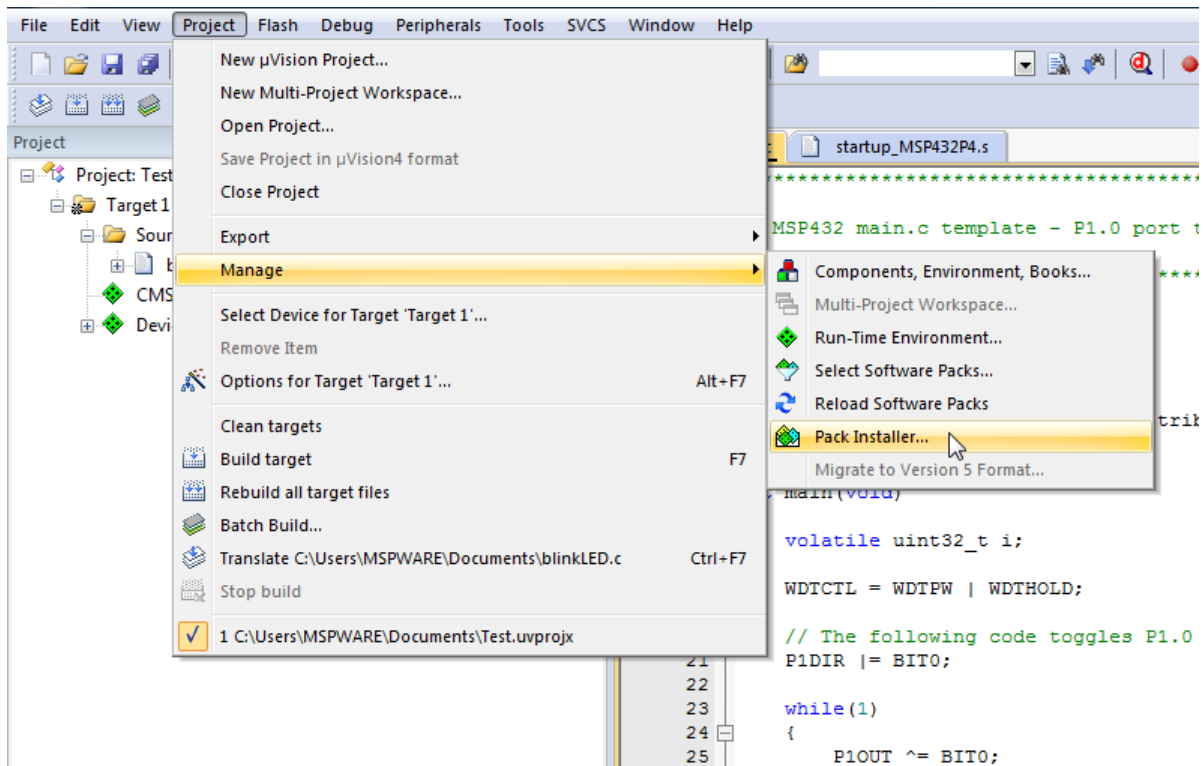 File Edit View Project Flash Debug Peripherals Tools SVCS Window Help
New µVision Project...
New Multi-Project Workspace...
Open Project...
Save Project in µVision4 format
Close Project
Export
Manage
Select Device for Target 'Target 1'...
Remove Item
Options for Target 'Target 1'... Alt+F7
Clean targets
Build target F7
Rebuild all target files
Batch Build...
Translate C:\Users\MSPWARE\Documents\blinkLED.c Ctrl+F7
Stop build
1 C:\Users\MSPWARE\Documents\Test.uvprojx
Components, Environment, Books...
Multi-Project Workspace...
Run-Time Environment...
Select Software Packs...
Reload Software Packs
Pack Installer...
Migrate to Version 5 Format...
Project
Project: Test
Target 1
Sour
b
CMS
Devi
startup_MSP432P4.s
*************************************
MSP432 main.c template - P1.0 port t
****
trib
main(void)
volatile uint32_t i;
WDTCTL = WDTPW | WDTHOLD;
// The following code toggles P1.0
21 P1DIR |= BIT0;
22
23 while(1)
24 {
25 P1OUT ^= BIT0;